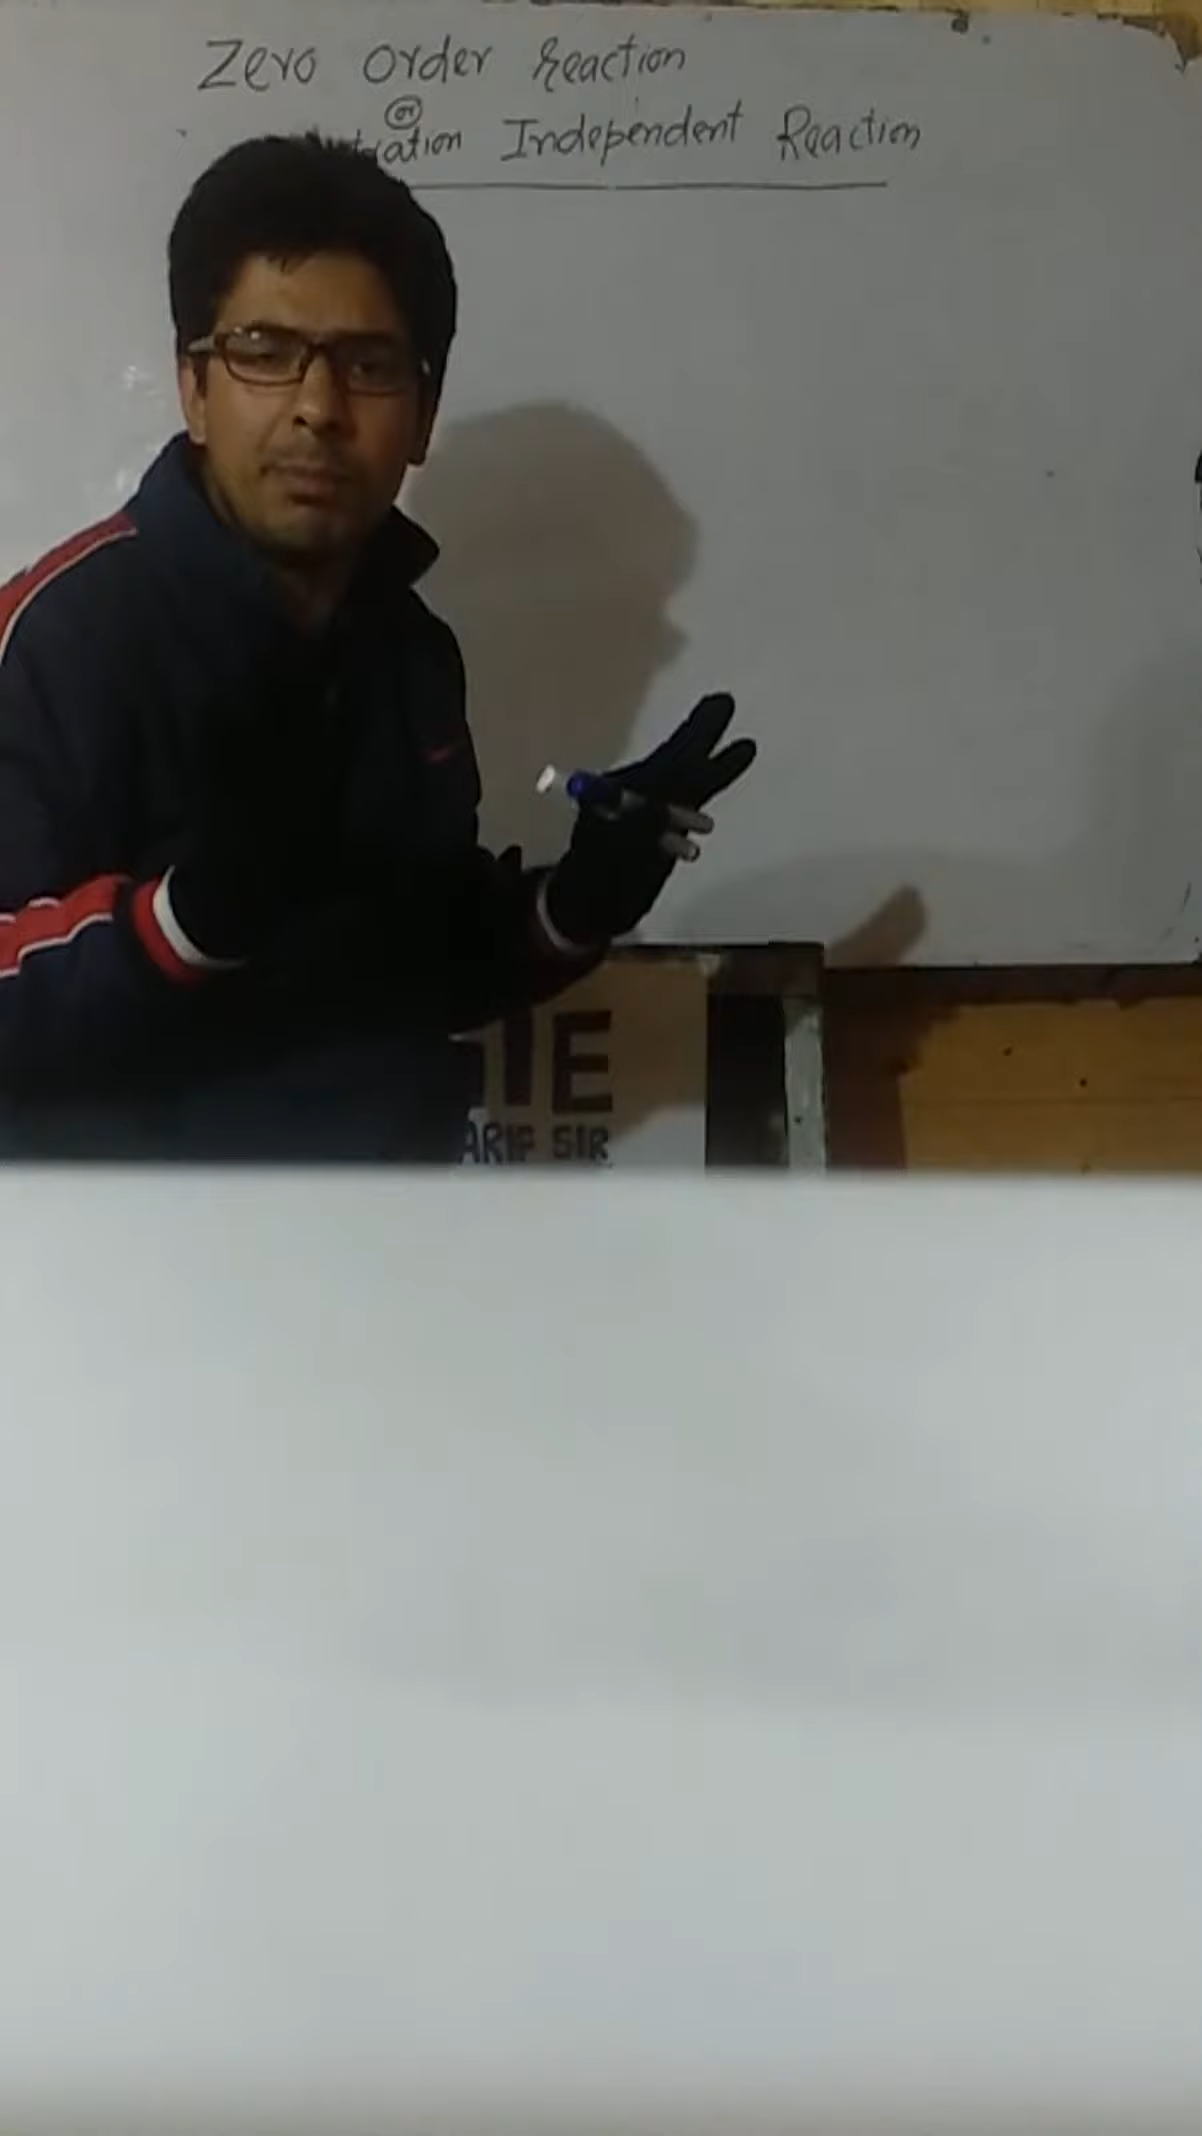 Zero Order Reaction
or
Independent Reaction
ARIF SIR